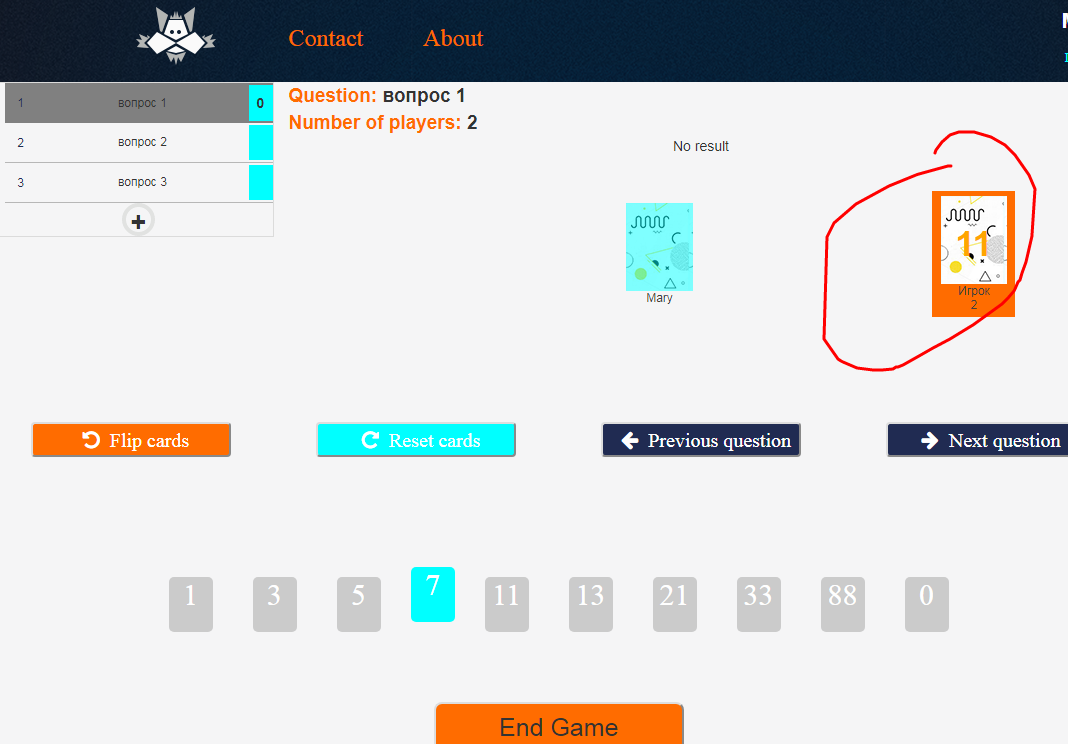 Contact About
1 вопрос 1 0
2 вопрос 2
3 вопрос 3
Question: вопрос 1
Number of players: 2
No result
Mary
11
Игрок
2
Flip cards
Reset cards
Previous question
Next question
1 3 5 7 11 13 21 33 88 0
End Game